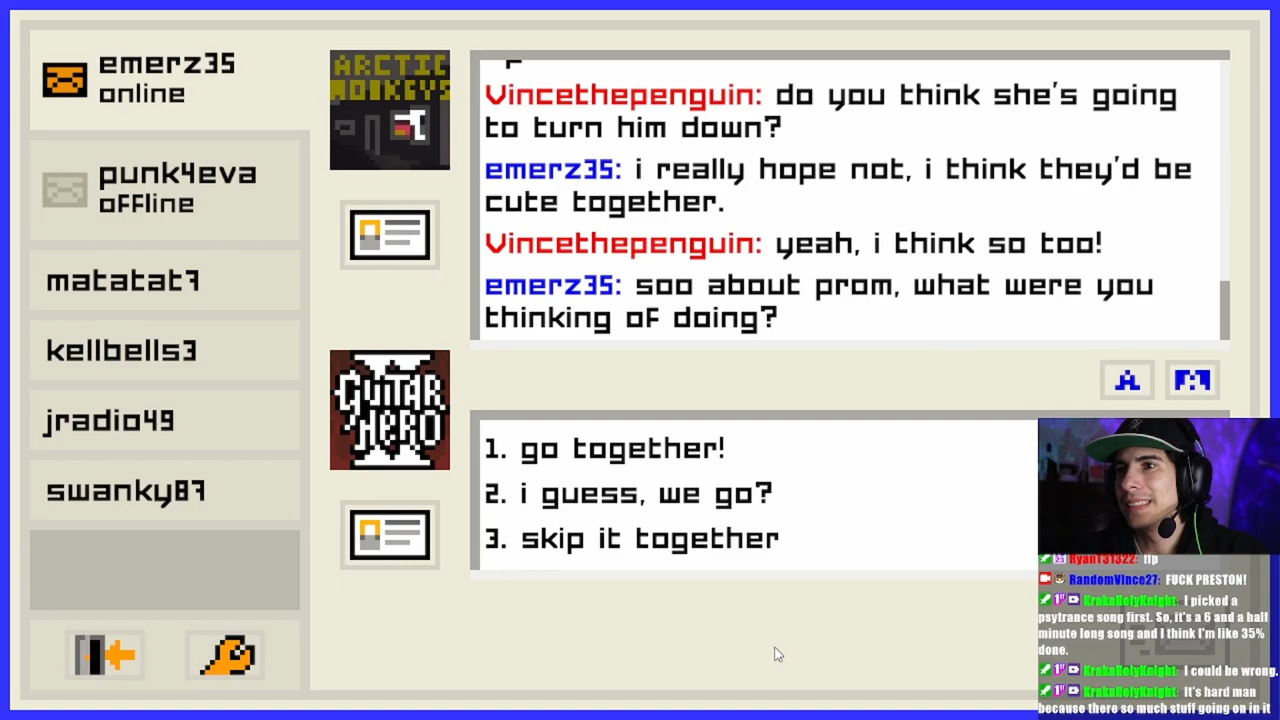 emerz35
online
punk4eva
offline
matatat7
kellbells3
jradio49
swanky87
ARCTIC
MONKEYS
Vincethepenguin: do you think she's going
to turn him down?
emerz35: i really hope not, i think they'd be
cute together.
Vincethepenguin: yeah, i think so too!
emerz35: soo about prom, what were you
thinking of doing?
GUITAR
HERO
1. go together!
2. i guess, we go?
3. skip it together
RandomVince27: FUCK PRESTON!
KraknHolyKnight: I picked a
psytrance song first. So, it's a 6 and a half
minute long song and I think I'm like 35%
done.
KraknHolyKnight: I could be wrong.
KraknHolyKnight: It's hard man
because there so much stuff going on in it